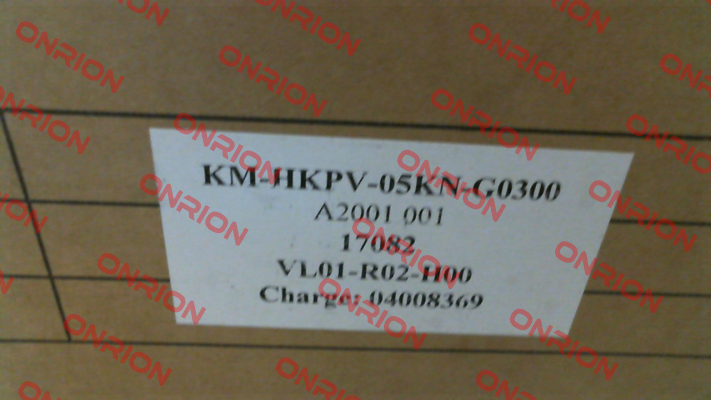 KM-HKPV-05KN-G0300
A2001 001
17082
VL01-R02-H00
Charge: 04008369
ONRION